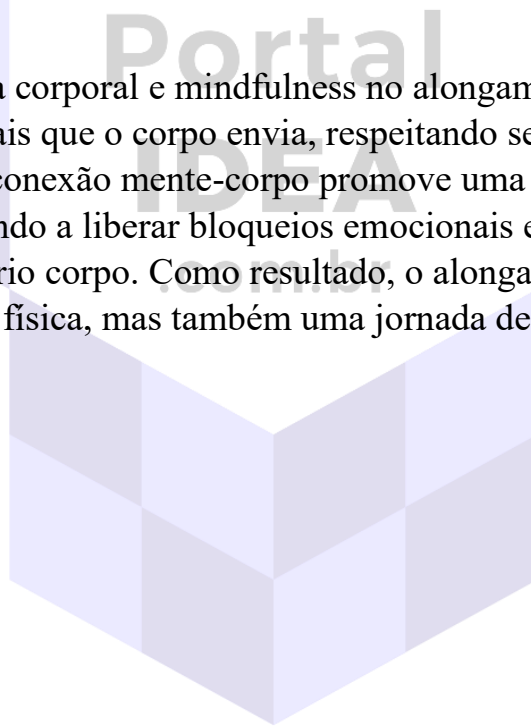 Portal
a corporal e mindfulness no alongam
ais que o corpo envia, respeitando se
IDEA
conexão mente-corpo promove uma
ndo a liberar bloqueios emocionais e
rio corpo. Como resultado, o alonga
.com.br
física, mas também uma jornada de